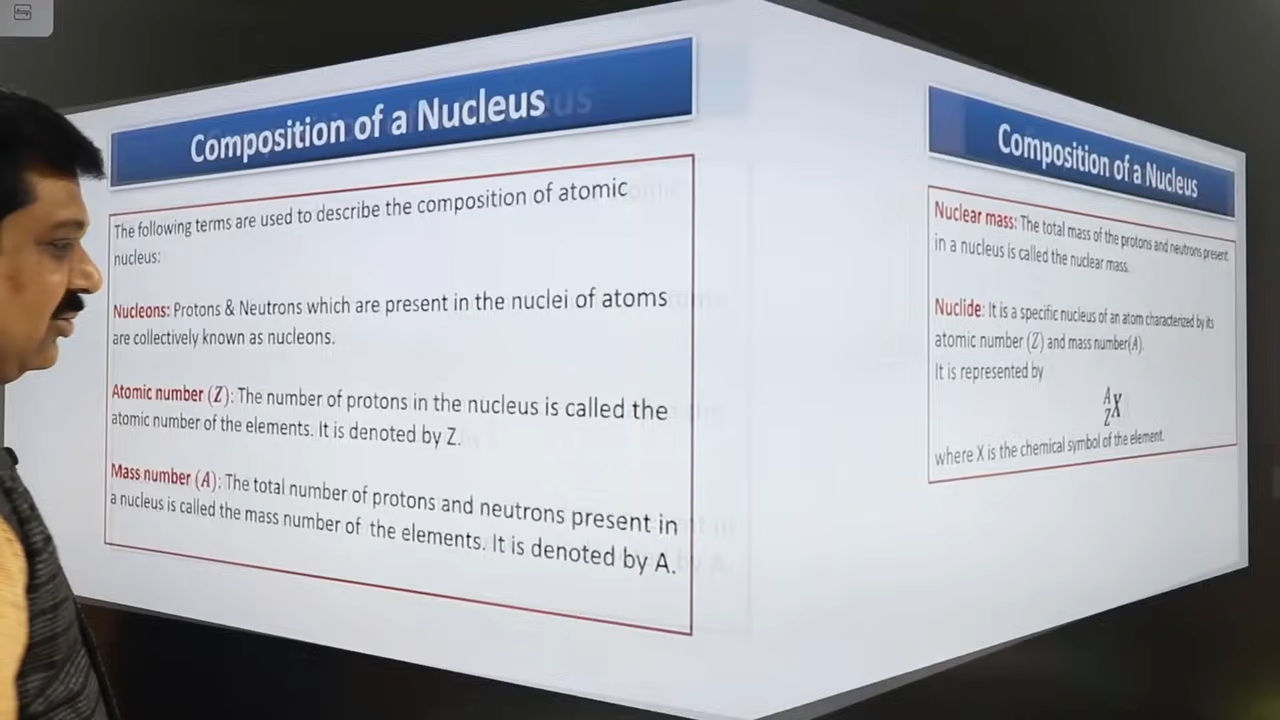 Composition of a Nucleus
The following terms are used to describe the composition of atomic
nucleus:
Nucleons: Protons & Neutrons which are present in the nuclei of atoms
are collectively known as nucleons.
Atomic number (Z): The number of protons in the nucleus is called the
atomic number of the elements. It is denoted by Z.
Mass number (A): The total number of protons and neutrons present in
a nucleus is called the mass number of the elements. It is denoted by A.
Composition of a Nucleus
Nuclear mass: The total mass of the protons and neutrons present
in a nucleus is called the nuclear mass.
Nuclide: It is a specific nucleus of an atom characterized by its
atomic number (Z) and mass number(A).
It is represented by
A
Z X
where X is the chemical symbol of the element.